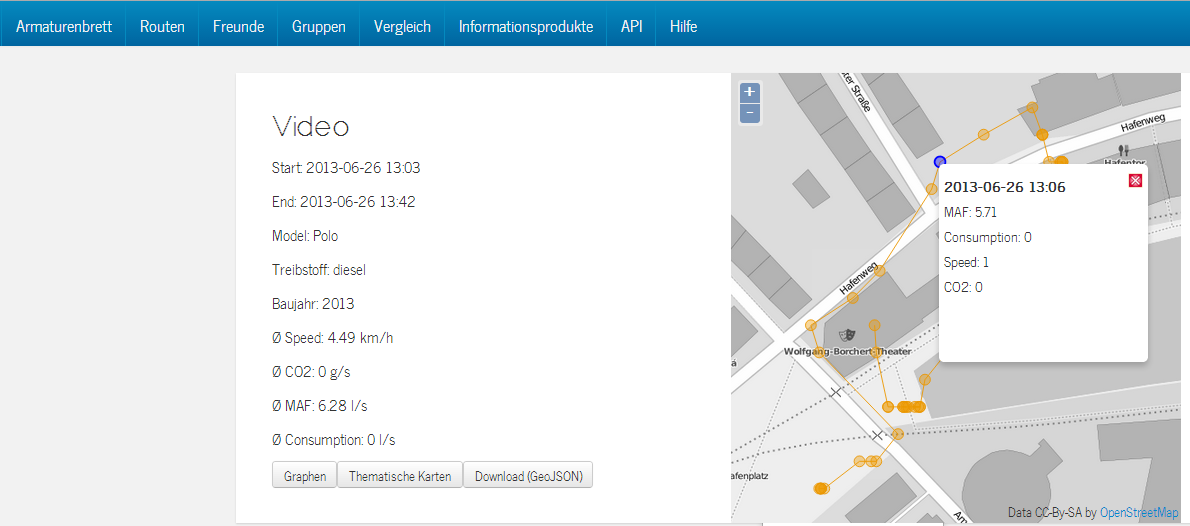 Armaturenbrett Routen Freunde Gruppen Vergleich Informationsprodukte API Hilfe
Video
Start: 2013-06-26 13:03
End: 2013-06-26 13:42
Model: Polo
Treibstoff: diesel
Baujahr: 2013
Ø Speed: 4.49 km/h
Ø CO2: 0 g/s
Ø MAF: 6.28 l/s
Ø Consumption: 0 l/s
Graphen Thematische Karten Download (GeoJSON)
+
-
ter Straße
Hafenweg
Hafentor
2013-06-26 13:06
MAF: 5.71
Consumption: 0
Speed: 1
CO2: 0
Hafenweg
Wolfgang-Borchert-Theater
afenplatz
Am
Data CC-By-SA by OpenStreetMap